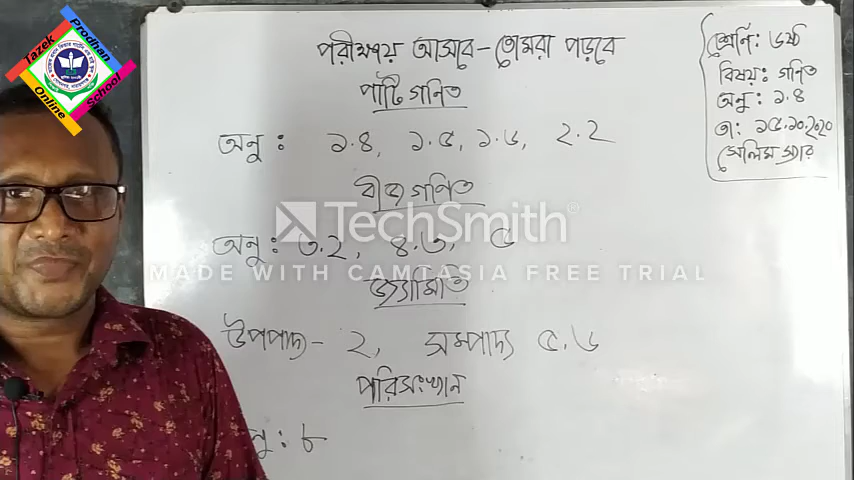 Tazek Prodhan
Online School
পরীক্ষায় আসবে - তোমরা পড়বে
পাটিগণিত
অনু : ১.৪, ১.৫, ১.৬, ২.২
বীজগণিত
অনু : ৩.২, ৪.৩, ৫
জ্যামিতি
উপপাদ্য - ২, সম্পাদ্য ৫,৬
পরিসংখ্যান
নু : ৮
শ্রেণি : ৬ষ্ঠ
বিষয় : গণিত
অনু : ১.৪
তা : ১৫.১০.২০২০
সেলিম স্যার
TechSmith
MADE WITH CAMTASIA FREE TRIAL